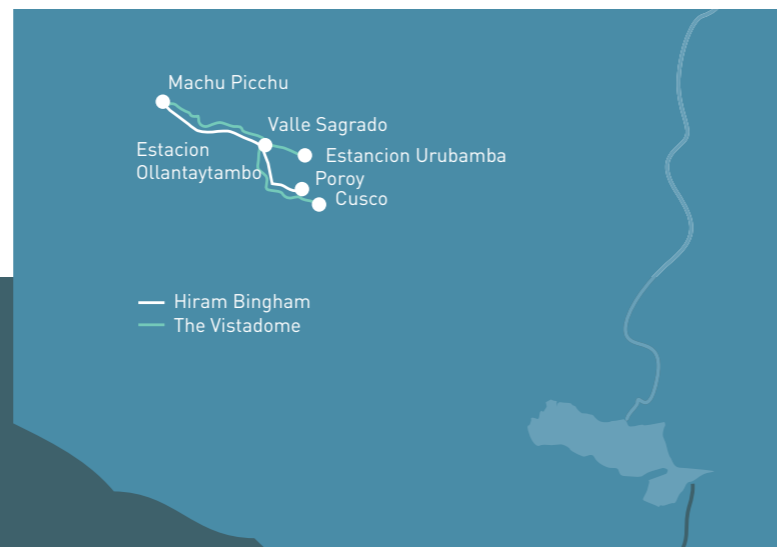 Machu Picchu
Valle Sagrado
Estacion
Ollantaytambo
Estancion Urubamba
Poroy
Cusco
Hiram Bingham
The Vistadome